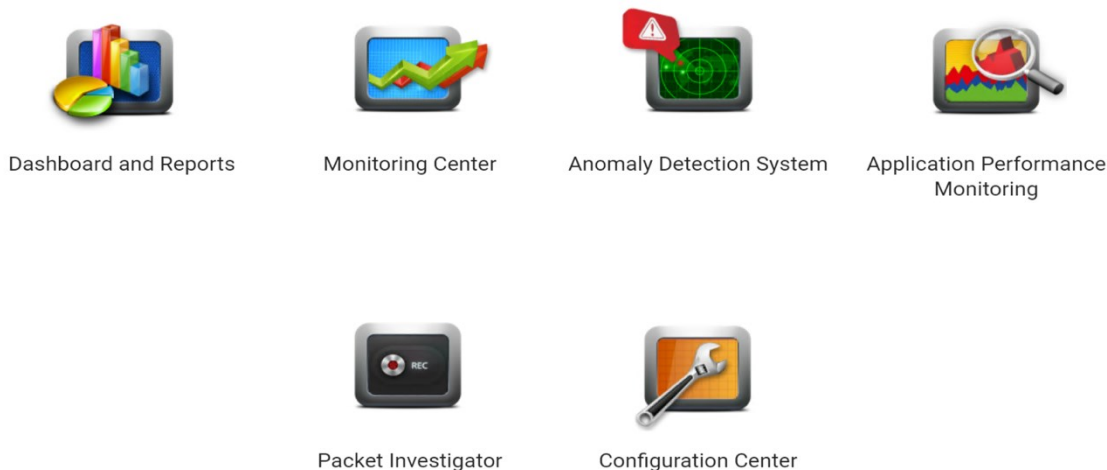 Dashboard and Reports
Monitoring Center
Anomaly Detection System
Application Performance
Monitoring
REC
Packet Investigator
Configuration Center